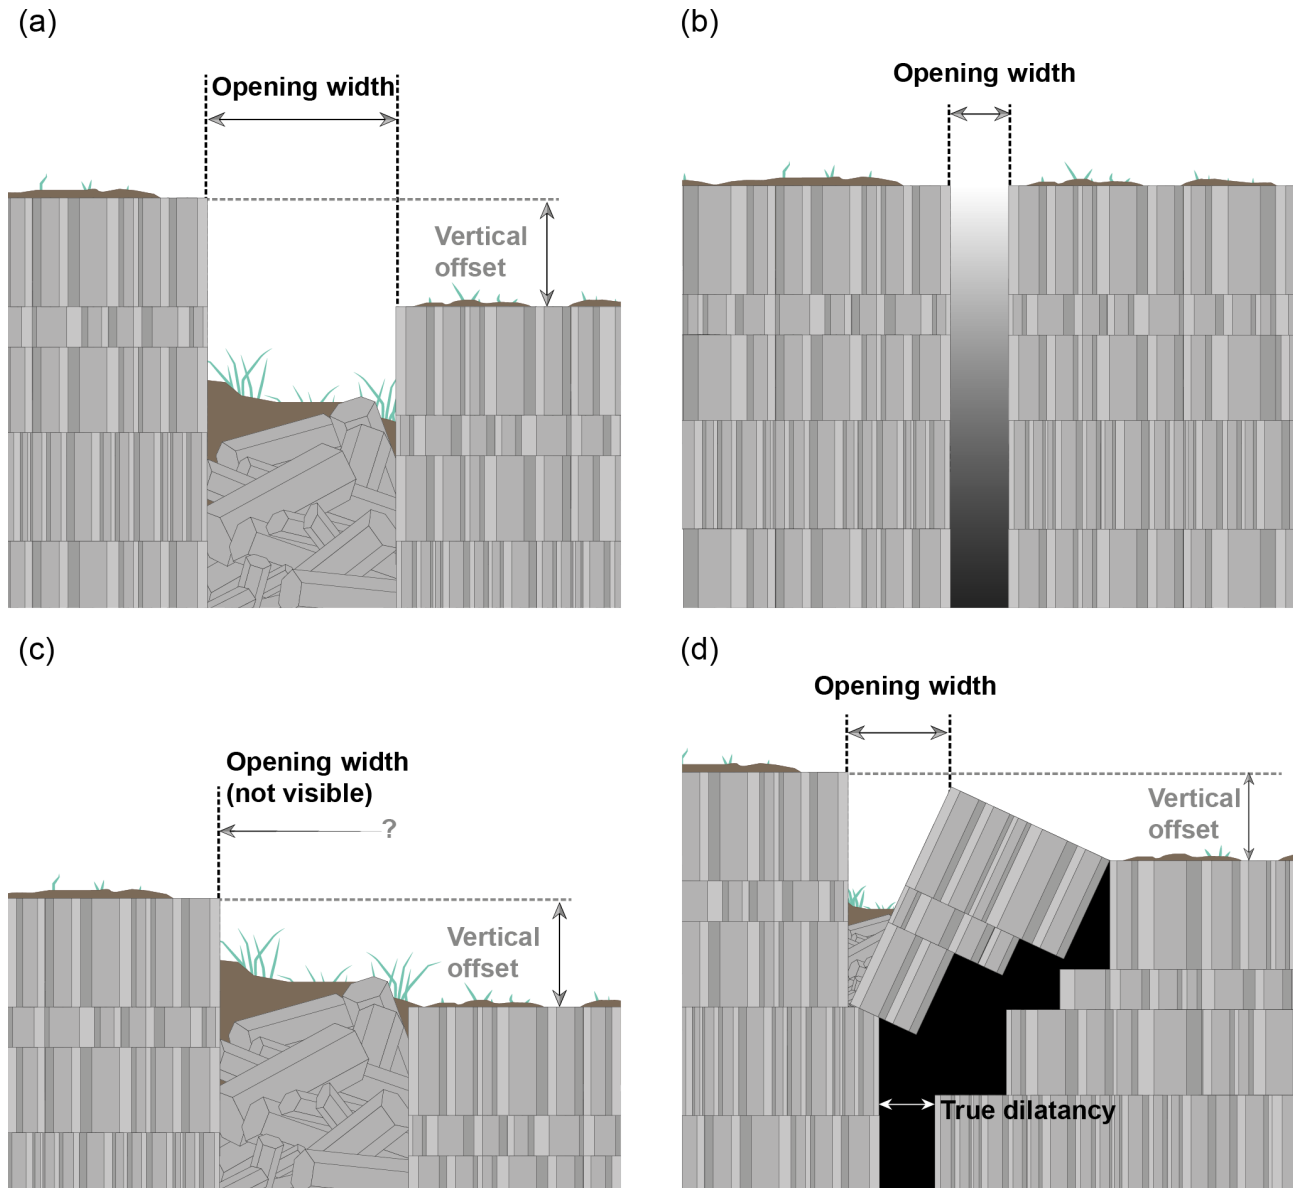 (a)
Opening width
Vertical
offset
(b)
Opening width
(c)
Opening width
(not visible)
?
Vertical
offset
(d)
Opening width
Vertical
offset
True dilatancy